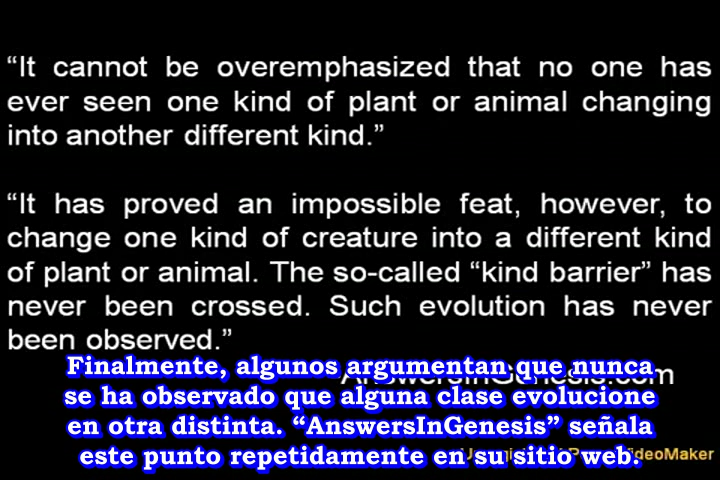 “It cannot be overemphasized that no one has
ever seen one kind of plant or animal changing
into another different kind.”
“It has proved an impossible feat, however, to
change one kind of creature into a different kind
of plant or animal. The so-called “kind barrier” has
never been crossed. Such evolution has never
been observed.”
AnswersInGenesis.com
Finalmente, algunos argumentan que nunca
se ha observado que alguna clase evolucione
en otra distinta. “AnswersInGenesis” señala
este punto repetidamente en su sitio web.
VideoMaker